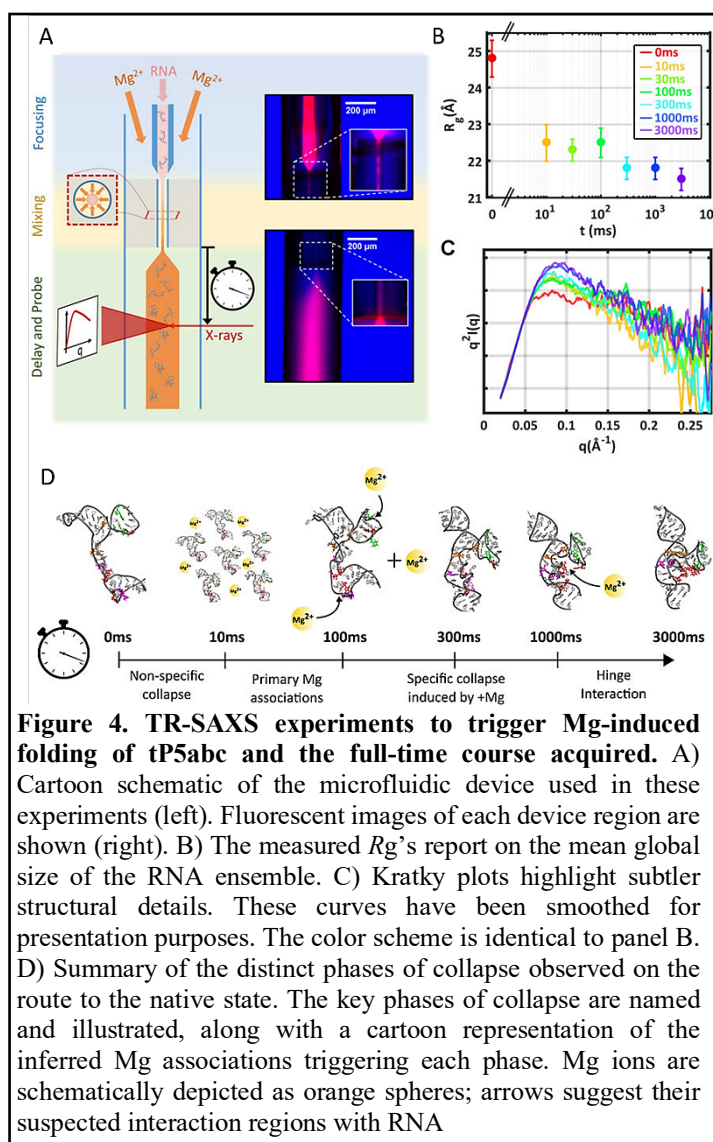 A
Mg²⁺
RNA
Mg²⁺
Focusing
Mixing
Delay and Probe
q
X-rays
200 µm
200 µm
B
Rg(Å)
25
24
23
22
21
0
10¹
10²
10³
t (ms)
0ms
10ms
30ms
100ms
300ms
1000ms
3000ms
C
q²I(q)
0
0.05
0.1
0.15
0.2
0.25
q(Å⁻¹)
D
Mg²⁺
Mg²⁺
Mg²⁺
Mg²⁺
Mg²⁺
Mg²⁺
Mg²⁺
+
Mg²⁺
Mg²⁺
Mg²⁺
0ms
10ms
100ms
300ms
1000ms
3000ms
Non-specific
collapse
Primary Mg
associations
Specific collapse
induced by +Mg
Hinge
Interaction
Figure 4. TR-SAXS experiments to trigger Mg-induced
folding of tP5abc and the full-time course acquired. A)
Cartoon schematic of the microfluidic device used in these
experiments (left). Fluorescent images of each device region are
shown (right). B) The measured Rg’s report on the mean global
size of the RNA ensemble. C) Kratky plots highlight subtler
structural details. These curves have been smoothed for
presentation purposes. The color scheme is identical to panel B.
D) Summary of the distinct phases of collapse observed on the
route to the native state. The key phases of collapse are named
and illustrated, along with a cartoon representation of the
inferred Mg associations triggering each phase. Mg ions are
schematically depicted as orange spheres; arrows suggest their
suspected interaction regions with RNA